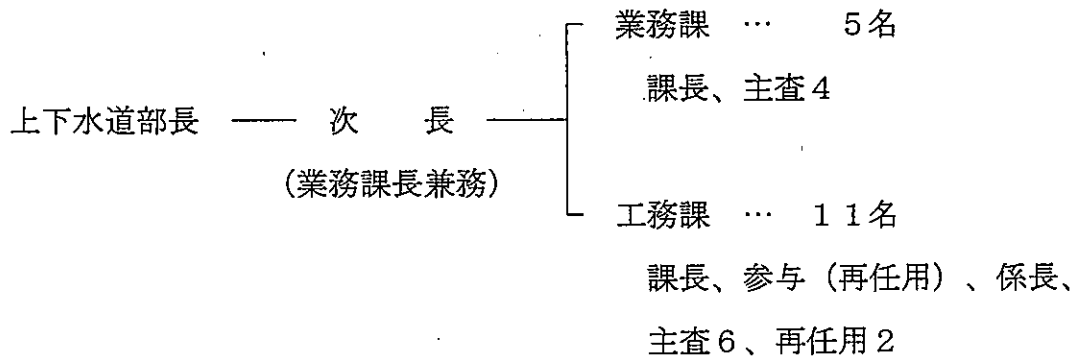 業務課 … 5名
課長、主査4
上下水道部長 ── 次 長
(業務課長兼務)
工務課 … 11名
課長、参与(再任用)、係長、
主査6、再任用2